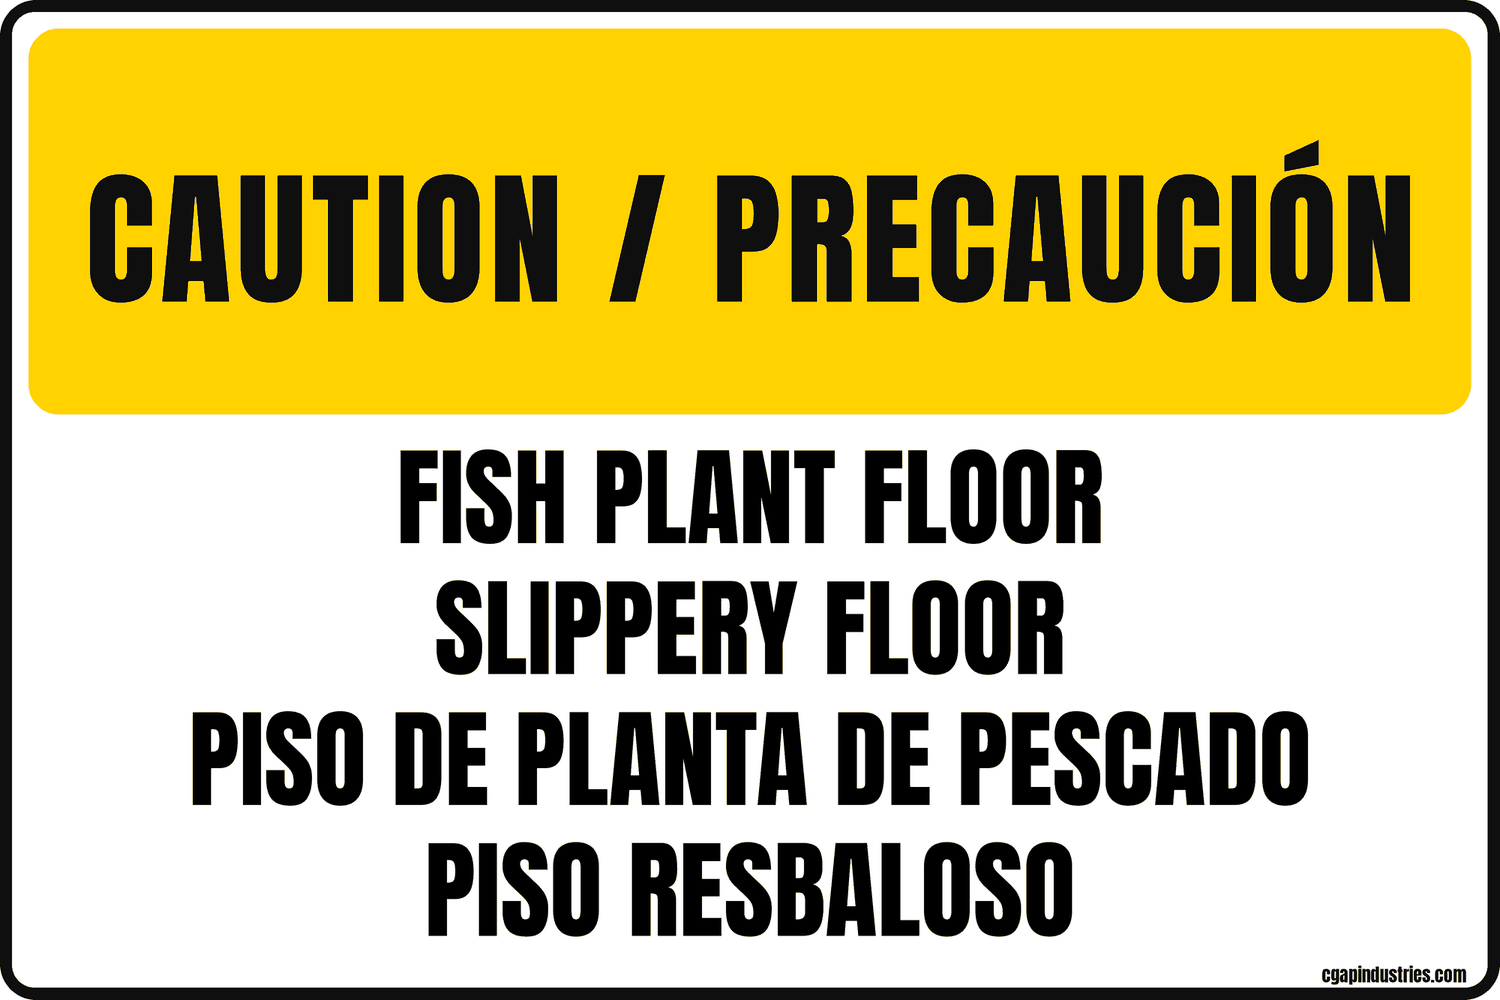 CAUTION / PRECAUCIÓN
FISH PLANT FLOOR
SLIPPERY FLOOR
PISO DE PLANTA DE PESCADO
PISO RESBALOSO
cgapindustries.com